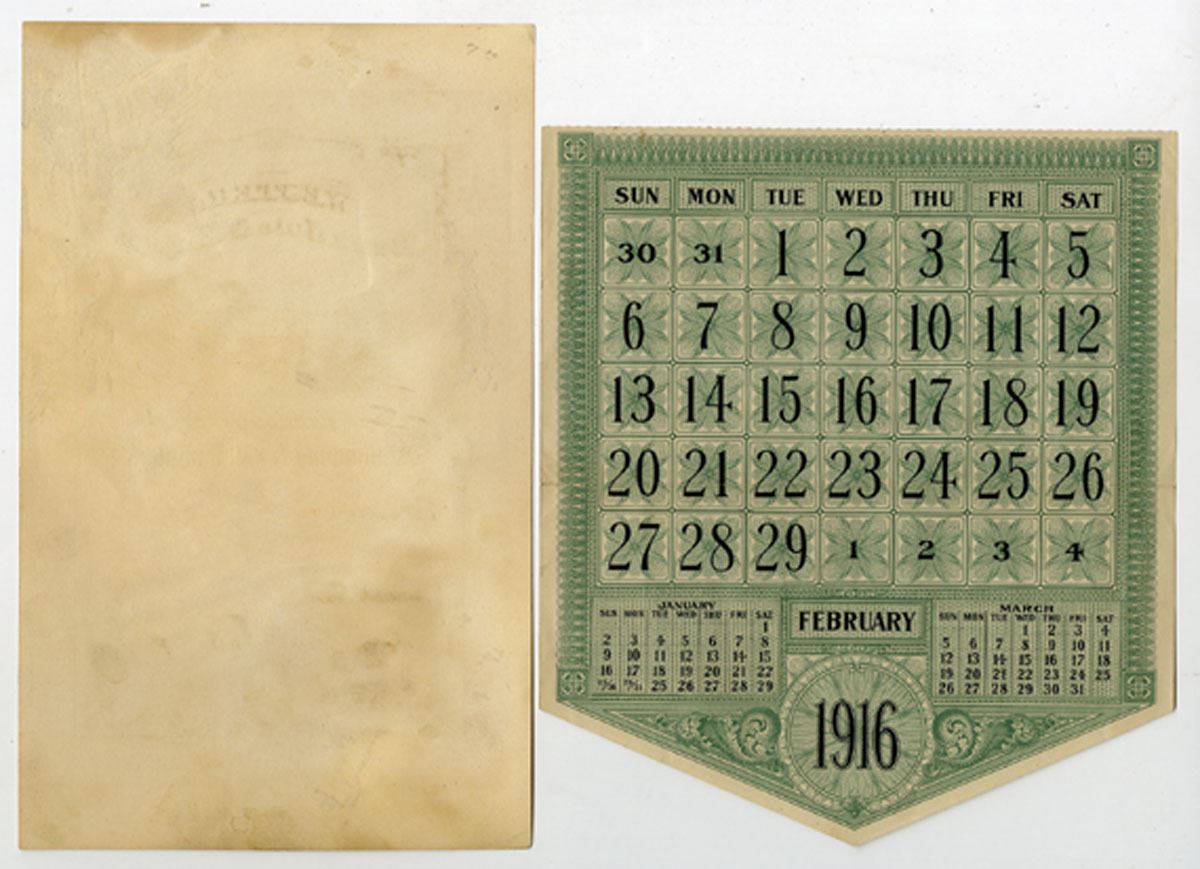 SUN MON TUE WED THU FRI SAT
30 31 1 2 3 4 5
6 7 8 9 10 11 12
13 14 15 16 17 18 19
20 21 22 23 24 25 26
27 28 29 1 2 3 4
JANUARY
SUN MON TUE WED THU FRI SAT
1
2 3 4 5 6 7 8
9 10 11 12 13 14 15
16 17 18 19 20 21 22
23/30 24/31 25 26 27 28 29
FEBRUARY
1916
MARCH
SUN MON TUE WED THU FRI SAT
1 2 3 4
5 6 7 8 9 10 11
12 13 14 15 16 17 18
19 20 21 22 23 24 25
26 27 28 29 30 31